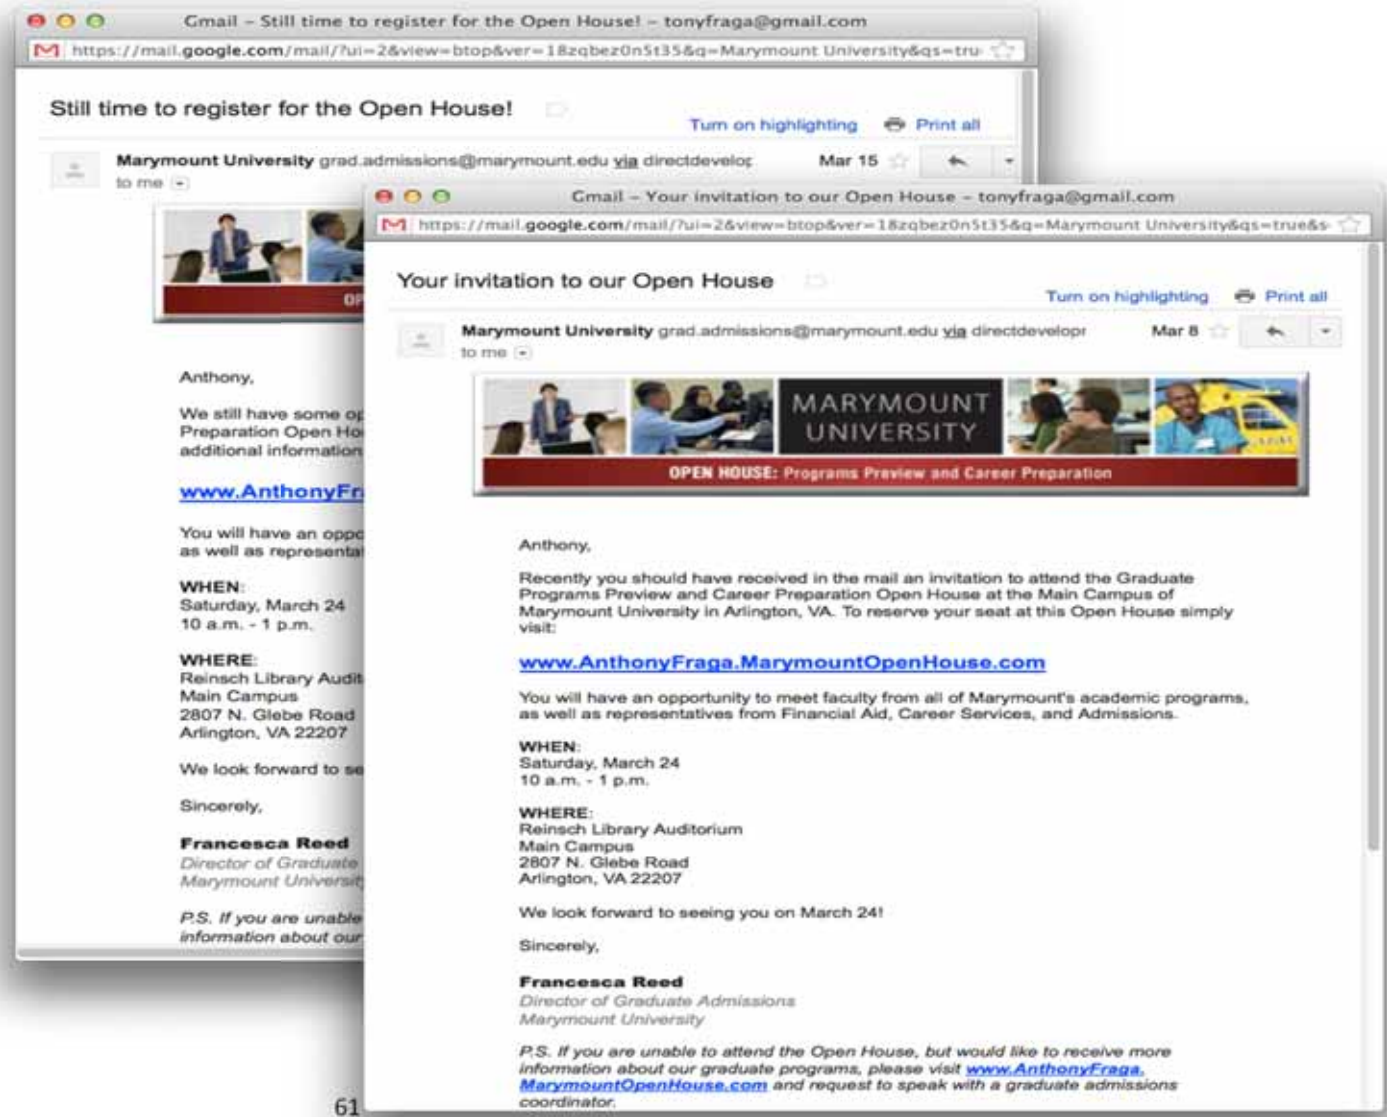 Gmail – Still time to register for the Open House! – tonyfraga@gmail.com
https://mail.google.com/mail/?ui=2&view=btop&ver=18zqbez0n5t35&q=Marymount University&qs=tru
Still time to register for the Open House!
Turn on highlighting Print all
Marymount University grad.admissions@marymount.edu via directdevelop Mar 15
to me
OP
Anthony,
We still have some op
Preparation Open Ho
additional information
www.AnthonyFr
You will have an oppo
as well as representat
WHEN:
Saturday, March 24
10 a.m. - 1 p.m.
WHERE:
Reinsch Library Audit
Main Campus
2807 N. Glebe Road
Arlington, VA 22207
We look forward to se
Sincerely,
Francesca Reed
Director of Graduate
Marymount University
P.S. If you are unable
information about our
Gmail – Your invitation to our Open House – tonyfraga@gmail.com
https://mail.google.com/mail/?ui=2&view=btop&ver=18zqbez0n5t35&q=Marymount University&qs=true&s
Your invitation to our Open House
Turn on highlighting Print all
Marymount University grad.admissions@marymount.edu via directdevelopr Mar 8
to me
MARYMOUNT
UNIVERSITY
OPEN HOUSE: Programs Preview and Career Preparation
Anthony,
Recently you should have received in the mail an invitation to attend the Graduate
Programs Preview and Career Preparation Open House at the Main Campus of
Marymount University in Arlington, VA. To reserve your seat at this Open House simply
visit:
www.AnthonyFraga.MarymountOpenHouse.com
You will have an opportunity to meet faculty from all of Marymount's academic programs,
as well as representatives from Financial Aid, Career Services, and Admissions.
WHEN:
Saturday, March 24
10 a.m. - 1 p.m.
WHERE:
Reinsch Library Auditorium
Main Campus
2807 N. Glebe Road
Arlington, VA 22207
We look forward to seeing you on March 24!
Sincerely,
Francesca Reed
Director of Graduate Admissions
Marymount University
P.S. If you are unable to attend the Open House, but would like to receive more
information about our graduate programs, please visit www.AnthonyFraga.
MarymountOpenHouse.com and request to speak with a graduate admissions
coordinator.
61